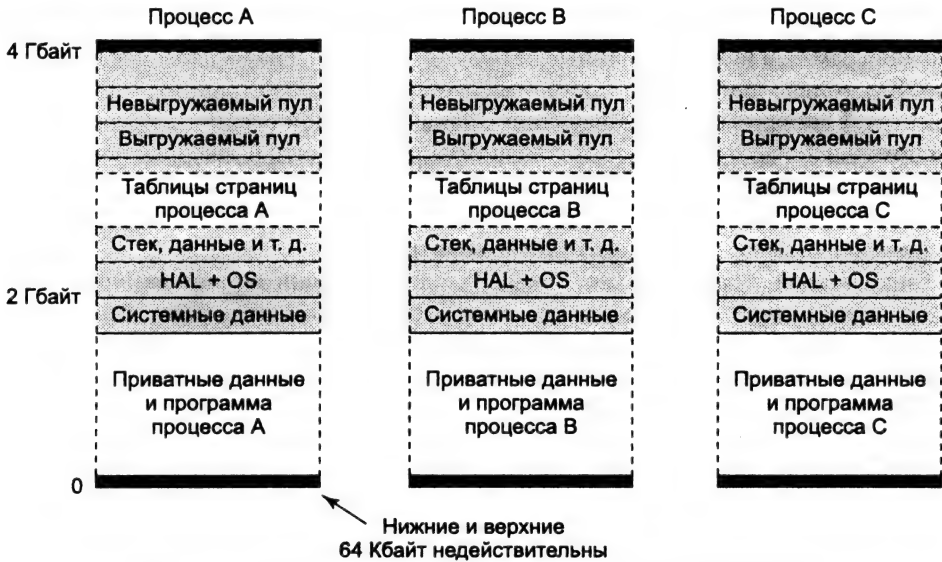 Процесс A
Процесс B
Процесс C
4 Гбайт
Невыгружаемый пул
Невыгружаемый пул
Невыгружаемый пул
Выгружаемый пул
Выгружаемый пул
Выгружаемый пул
Таблицы страниц
процесса A
Таблицы страниц
процесса B
Таблицы страниц
процесса C
Стек, данные и т. д.
Стек, данные и т. д.
Стек, данные и т. д.
2 Гбайт
HAL + OS
HAL + OS
HAL + OS
Системные данные
Системные данные
Системные данные
Приватные данные
и программа
процесса A
Приватные данные
и программа
процесса B
Приватные данные
и программа
процесса C
0
Нижние и верхние
64 Кбайт недействительны